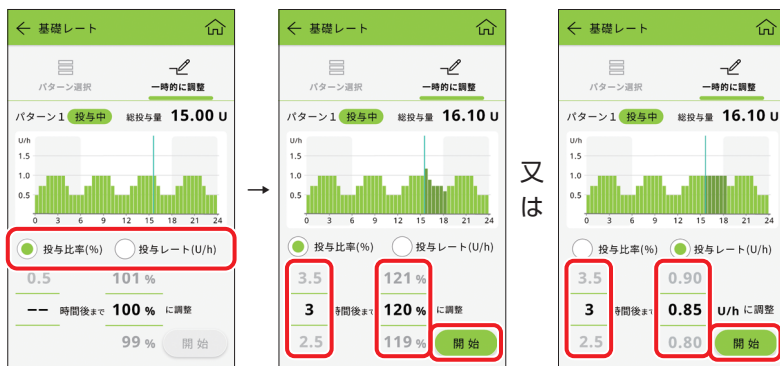 基礎レート
パターン選択
一時的に調整
パターン1 投与中 総投与量 15.00 U
U/h
1.5
1.0
0.5
0 3 6 9 12 15 18 21 24
投与比率(%) 投与レート(U/h)
0.5 101 %
-- 時間後まで 100 % に調整
99 % 開始
→
基礎レート
パターン選択
一時的に調整
パターン1 投与中 総投与量 16.10 U
U/h
1.5
1.0
0.5
0 3 6 9 12 15 18 21 24
投与比率(%) 投与レート(U/h)
3.5 121 %
3 時間後まで 120 % に調整
2.5 119 % 開始
又は
基礎レート
パターン選択
一時的に調整
パターン1 投与中 総投与量 16.10 U
U/h
1.5
1.0
0.5
0 3 6 9 12 15 18 21 24
投与比率(%) 投与レート(U/h)
3.5 0.90
3 時間後まで 0.85 U/h に調整
2.5 0.80 開始